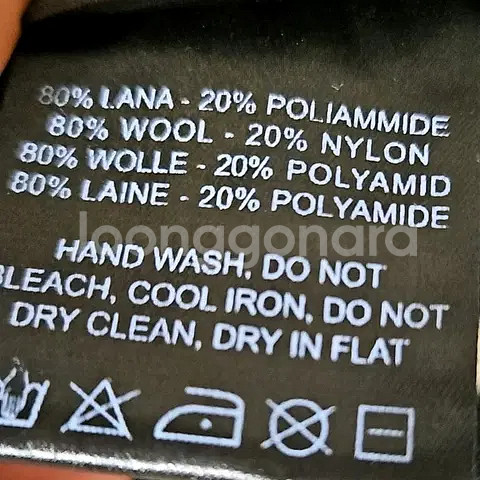 80% LANA - 20% POLIAMMIDE
80% WOOL - 20% NYLON
80% WOLLE - 20% POLYAMID
80% LAINE - 20% POLYAMIDE
loonagonara
HAND WASH, DO NOT
BLEACH, COOL IRON, DO NOT
DRY CLEAN, DRY IN FLAT